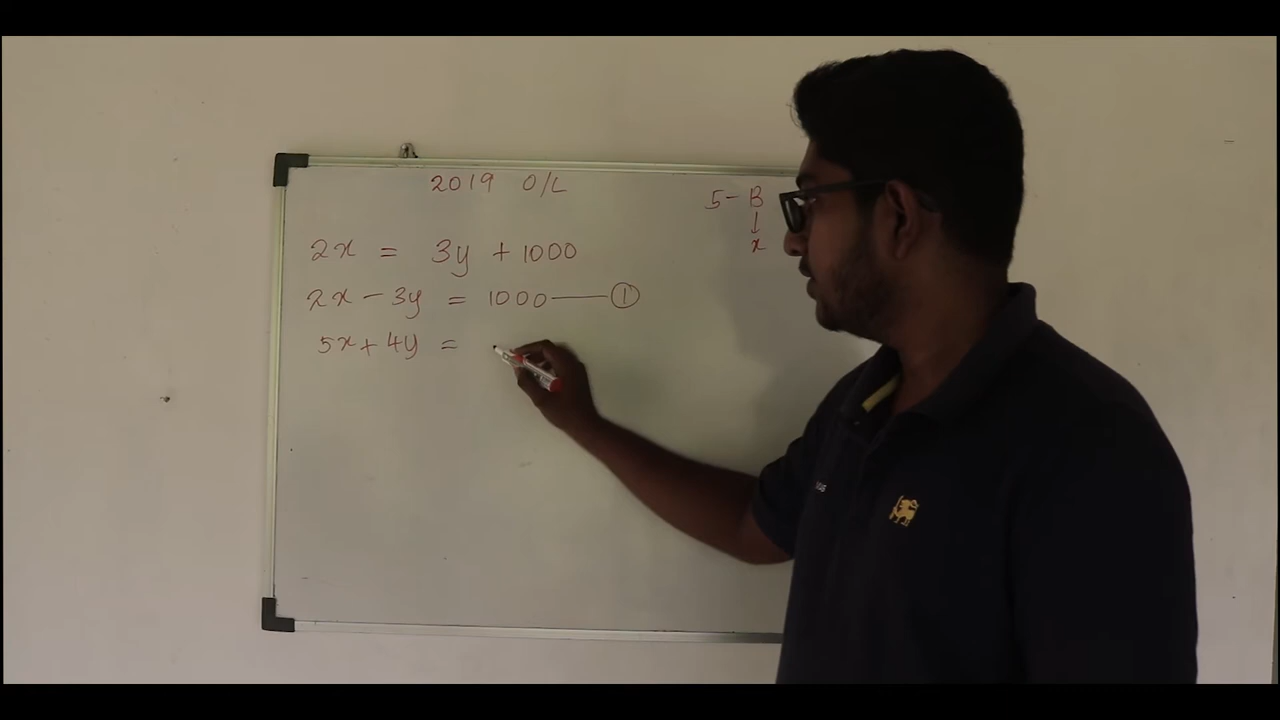 2019 O/L
5 - B
↓
x
2x = 3y + 1000
2x - 3y = 1000 —— ①
5x + 4y =